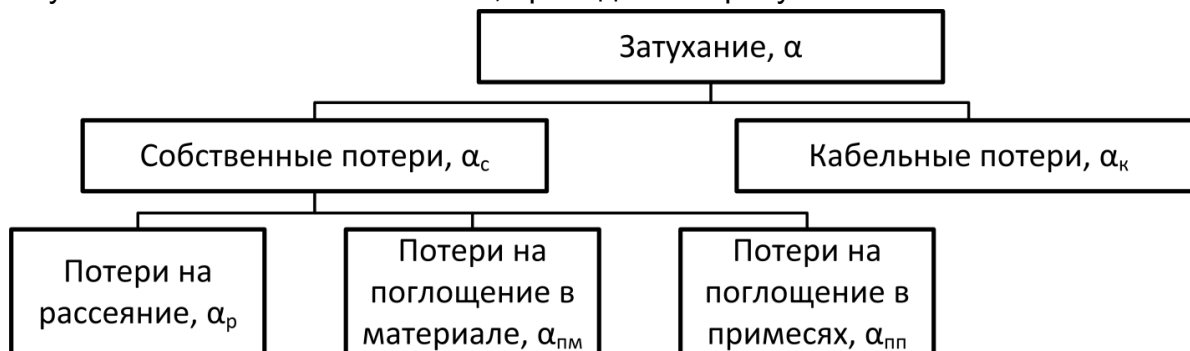 Затухание, α
Собственные потери, αс
Кабельные потери, αк
Потери на
рассеяние, αр
Потери на
поглощение в
материале, αпм
Потери на
поглощение в
примесях, αпп